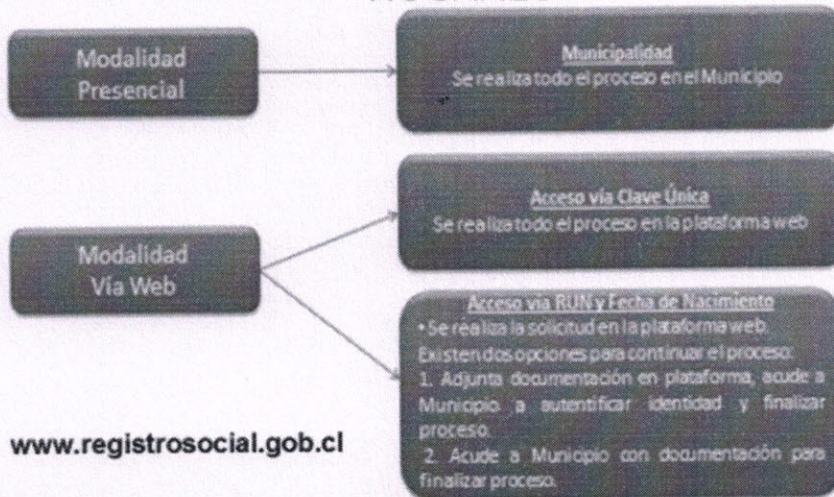 Modalidad
Presencial
Municipalidad
Se realiza todo el proceso en el Municipio
Modalidad
Vía Web
Acceso vía Clave Única
Se realiza todo el proceso en la plataforma web
Acceso vía RUN y Fecha de Nacimiento
•Se realiza la solicitud en la plataforma web.
Existen dos opciones para continuar el proceso:
1. Adjunta documentación en plataforma, acude a
Municipio a autentificar identidad y finalizar
proceso.
2. Acude a Municipio con documentación para
finalizar proceso.
www.registrosocial.gob.cl